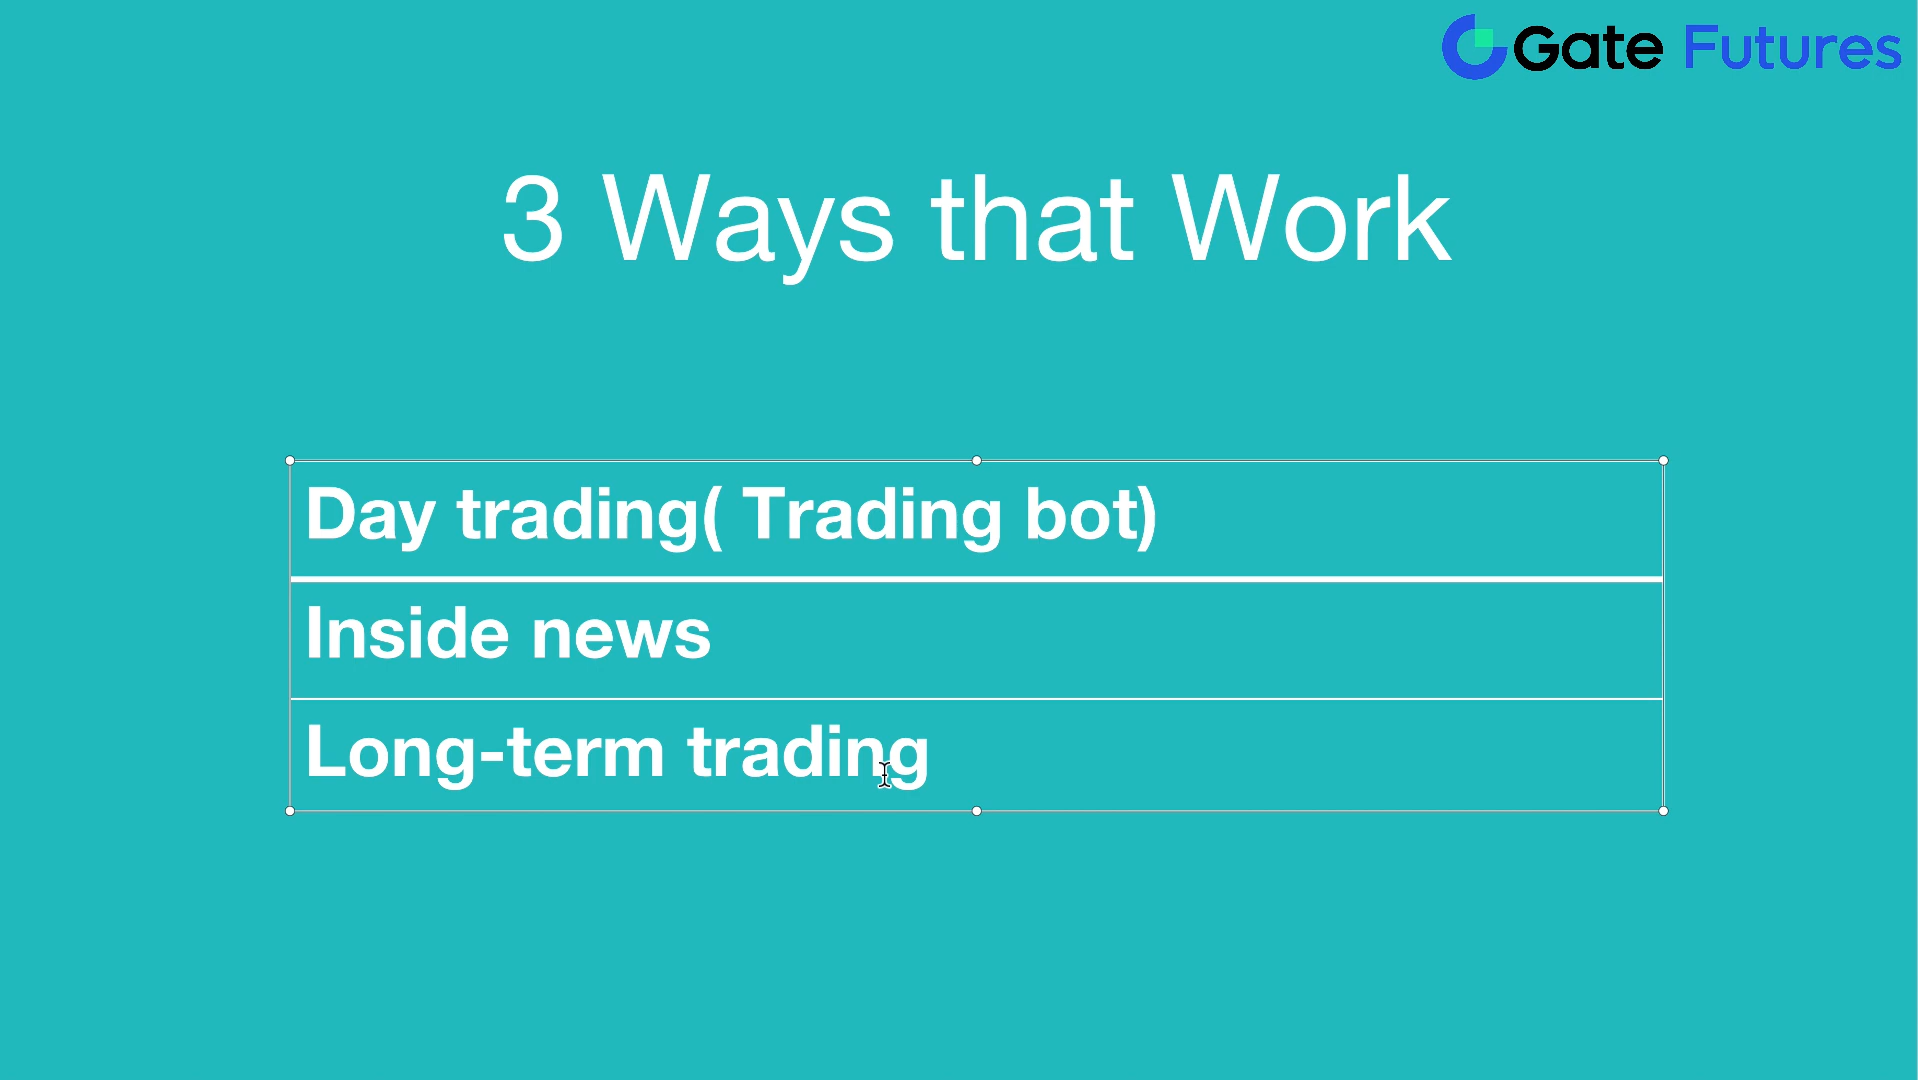 Gate Futures
3 Ways that Work
Day trading( Trading bot)
Inside news
Long-term trading